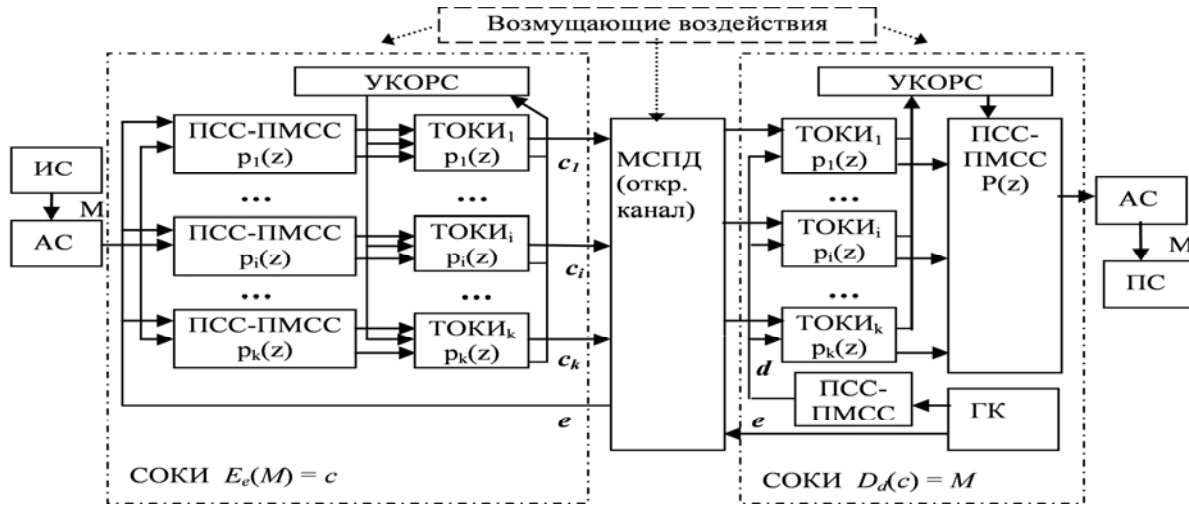 Возмущающие воздействия
УКОРС
ПСС-ПМСС
p₁(z)
ТОКИ₁
p₁(z)
c₁
...
...
ИС
М
АС
ПСС-ПМСС
pᵢ(z)
ТОКИᵢ
pᵢ(z)
cᵢ
...
...
ПСС-ПМСС
pₖ(z)
ТОКИₖ
pₖ(z)
cₖ
e
СОКИ Eₑ(M) = c
МСПД
(откр.
канал)
УКОРС
ТОКИ₁
p₁(z)
...
ТОКИᵢ
pᵢ(z)
...
ТОКИₖ
pₖ(z)
d
ПСС-
ПМСС
P(z)
ПСС-
ПМСС
ГК
e
СОКИ D_d(c) = M
АС
М
ПС